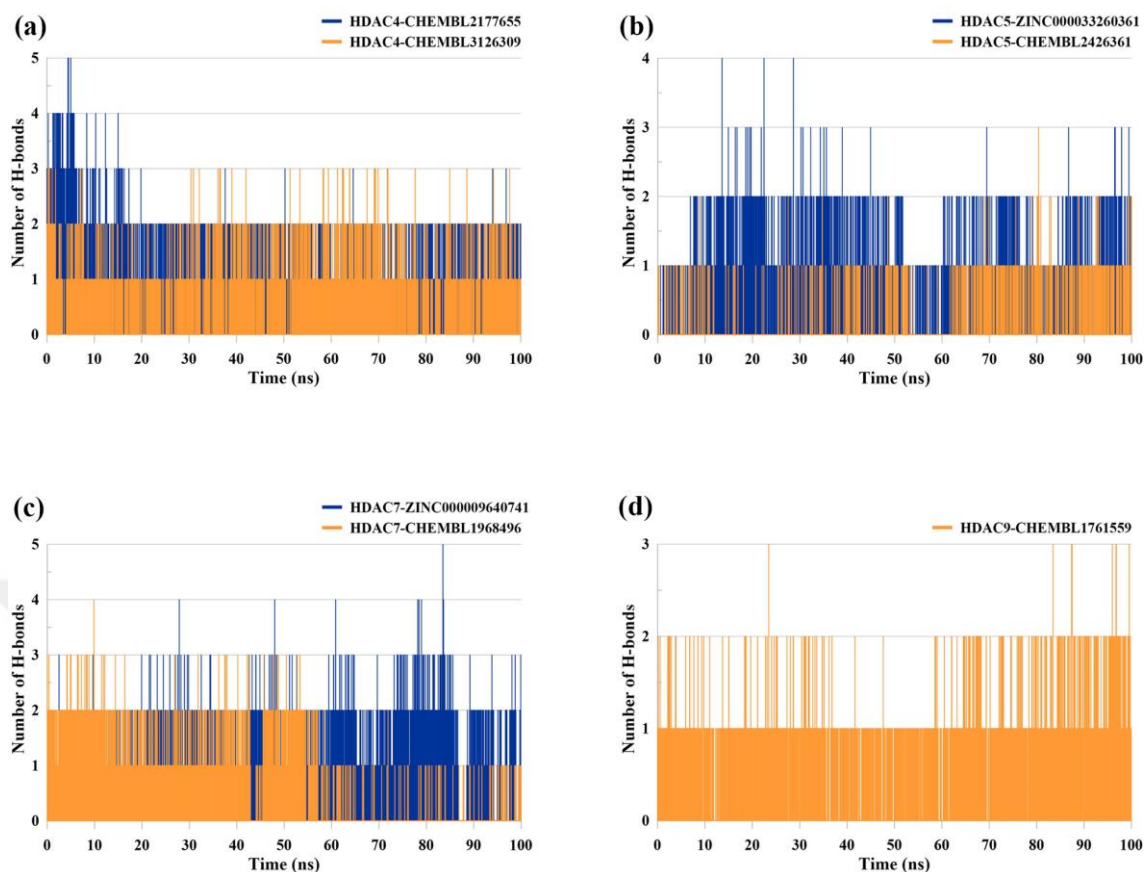 (a)
HDAC4-CHEMBL2177655
HDAC4-CHEMBL3126309
Number of H-bonds
5
4
3
2
1
0
0 10 20 30 40 50 60 70 80 90 100
Time (ns)
(b)
HDAC5-ZINC000033260361
HDAC5-CHEMBL2426361
Number of H-bonds
4
3
2
1
0
0 10 20 30 40 50 60 70 80 90 100
Time (ns)
(c)
HDAC7-ZINC000009640741
HDAC7-CHEMBL1968496
Number of H-bonds
5
4
3
2
1
0
0 10 20 30 40 50 60 70 80 90 100
Time (ns)
(d)
HDAC9-CHEMBL1761559
Number of H-bonds
3
2
1
0
0 10 20 30 40 50 60 70 80 90 100
Time (ns)